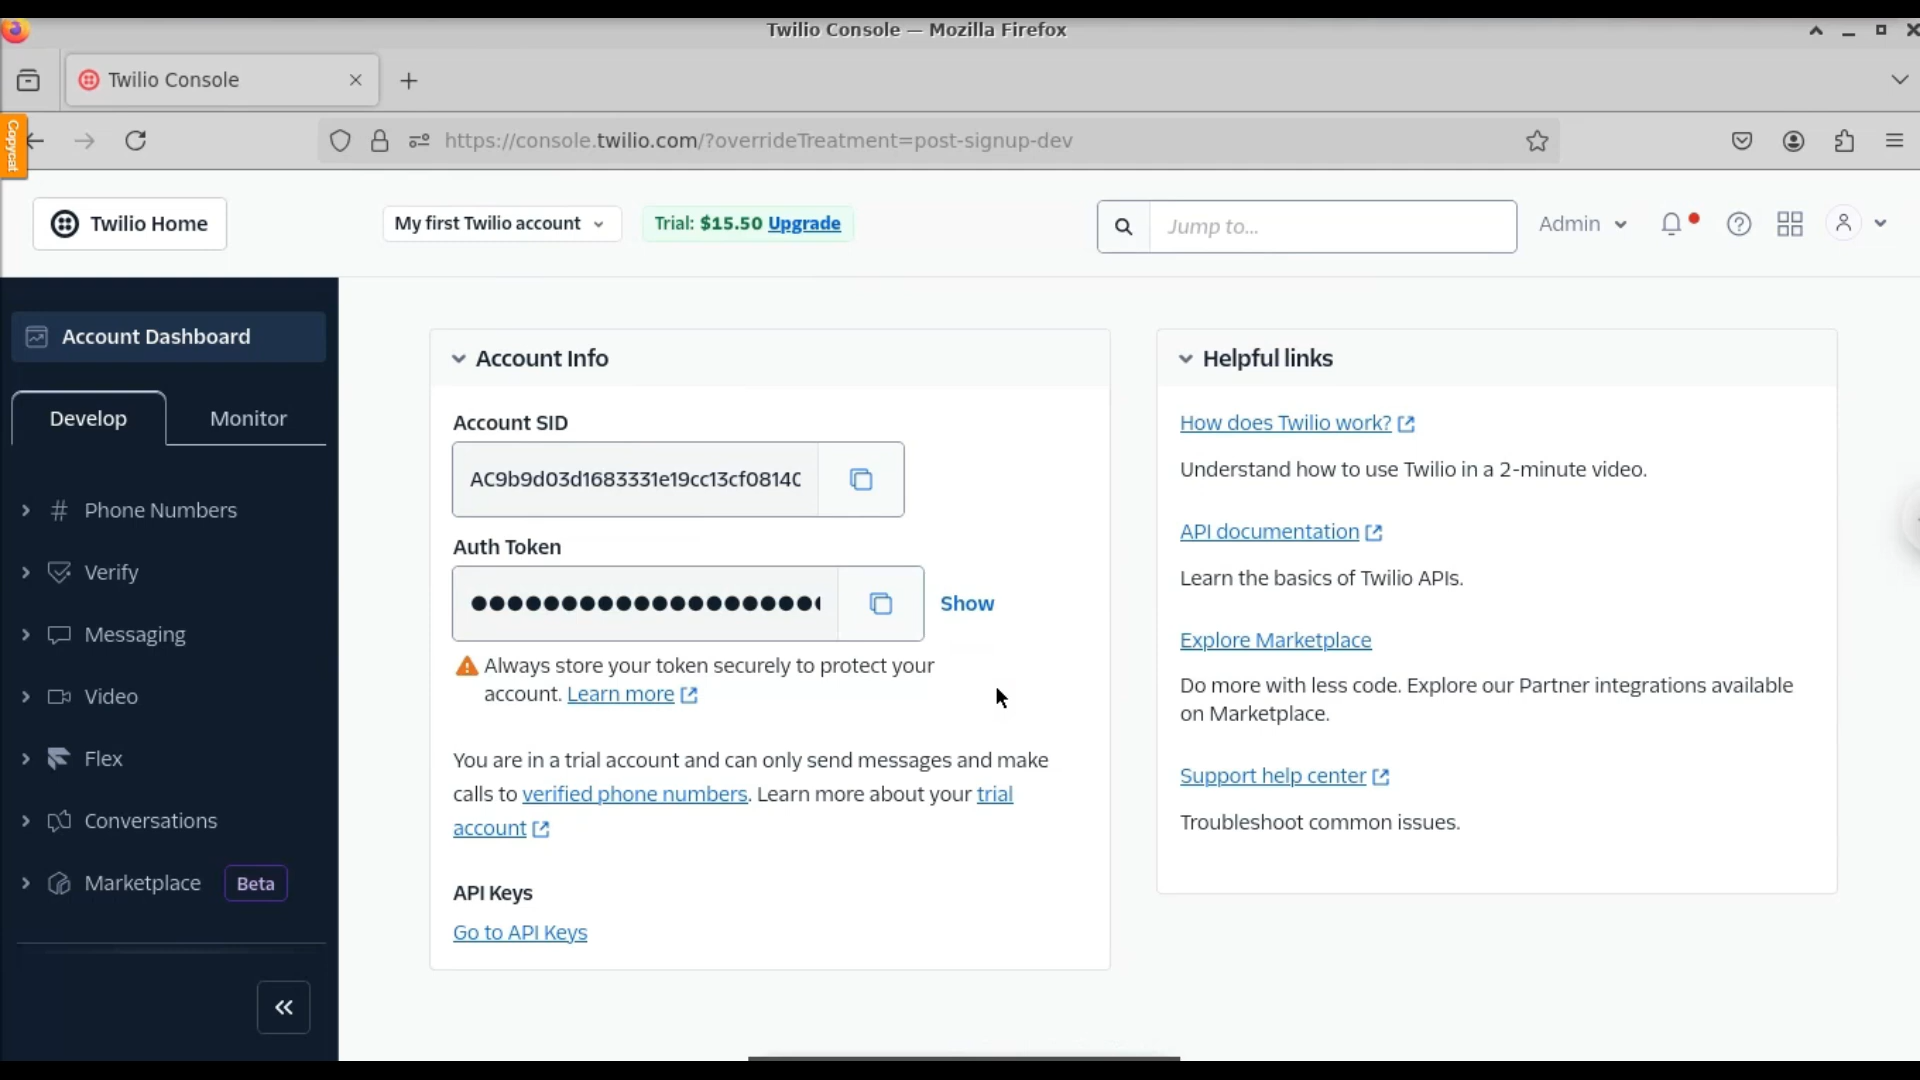 Twilio Console — Mozilla Firefox
Twilio Console
Copycat
https://console.twilio.com/?overrideTreatment=post-signup-dev
Twilio Home
My first Twilio account
Trial: $15.50 Upgrade
Jump to...
Admin
Account Dashboard
Develop
Monitor
# Phone Numbers
Verify
Messaging
Video
Flex
Conversations
Marketplace
Beta
Account Info
Account SID
AC9b9d03d1683331e19cc13cf0814C
Auth Token
●●●●●●●●●●●●●●●●●●●●
Show
Always store your token securely to protect your
account. Learn more
You are in a trial account and can only send messages and make
calls to verified phone numbers. Learn more about your trial
account
API Keys
Go to API Keys
Helpful links
How does Twilio work?
Understand how to use Twilio in a 2-minute video.
API documentation
Learn the basics of Twilio APIs.
Explore Marketplace
Do more with less code. Explore our Partner integrations available
on Marketplace.
Support help center
Troubleshoot common issues.